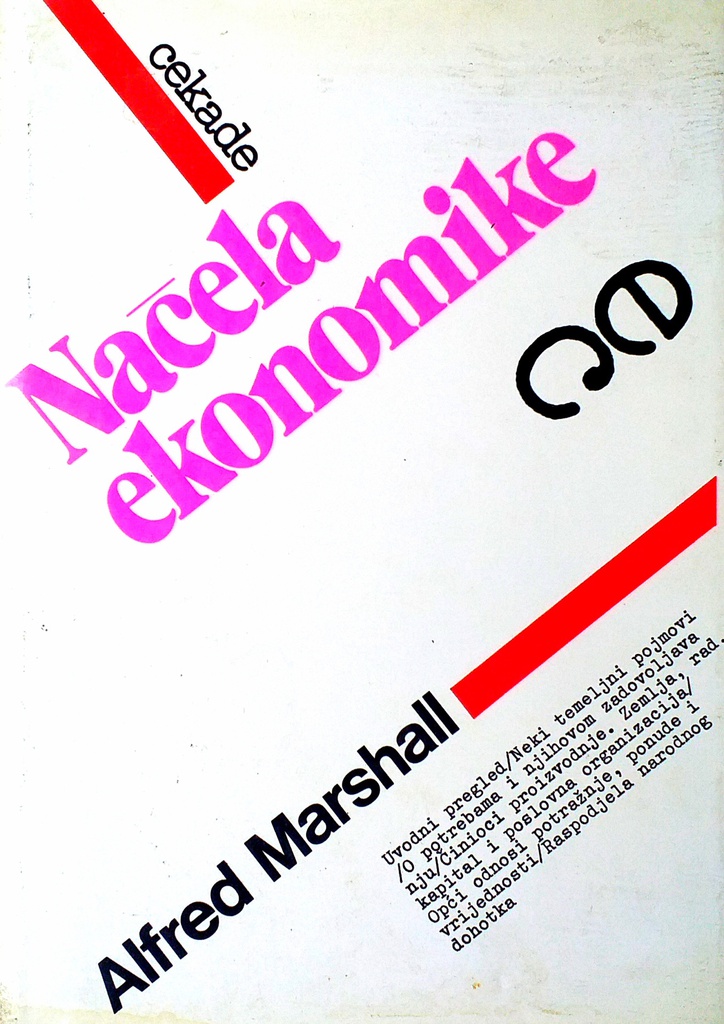 cekade
Načela
ekonomike
ce
Alfred Marshall
Uvodni pregled/Neki temeljni pojmovi
/O potrebama i njihovom zadovoljava
nju/Činioci proizvodnje. Zemlja, rad.
kapital i poslovna organizacija/
Opći odnosi potražnje, ponude i
vrijednosti/Raspodjela narodnog
dohotka